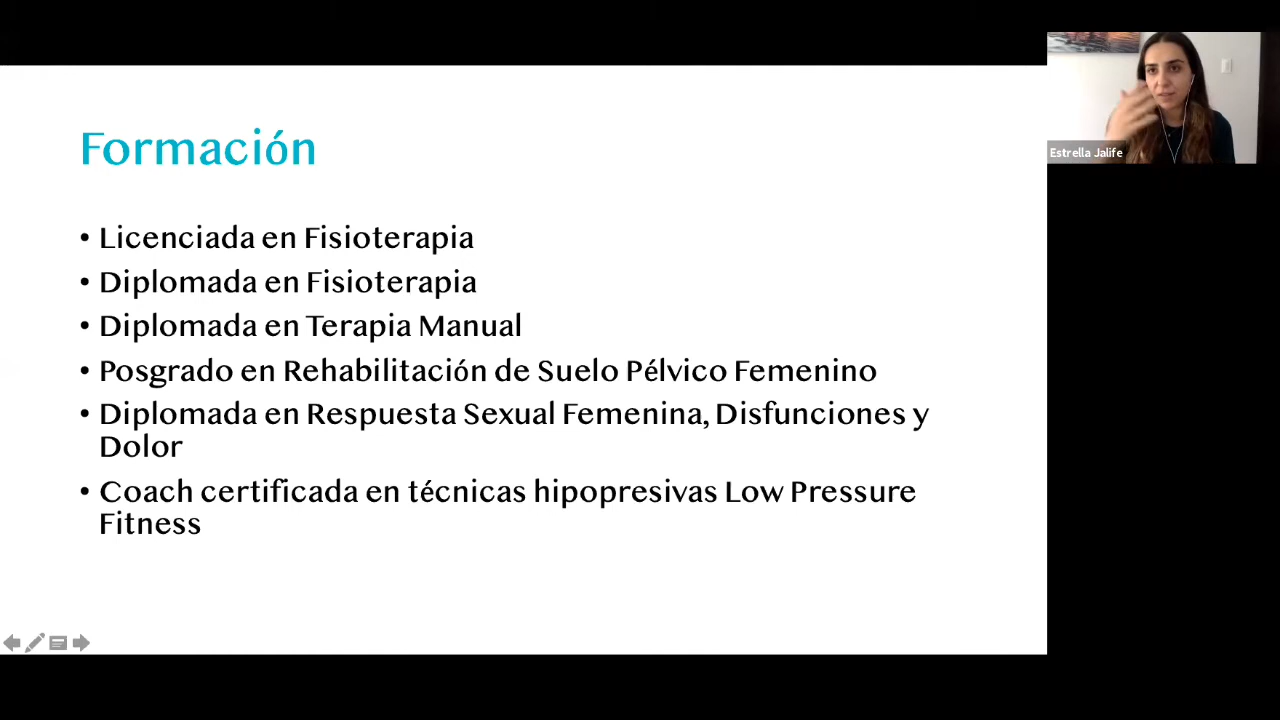 Formación
• Licenciada en Fisioterapia
• Diplomada en Fisioterapia
• Diplomada en Terapia Manual
• Posgrado en Rehabilitación de Suelo Pélvico Femenino
• Diplomada en Respuesta Sexual Femenina, Disfunciones y
Dolor
• Coach certificada en técnicas hipopresivas Low Pressure
Fitness
Estrella Jalife